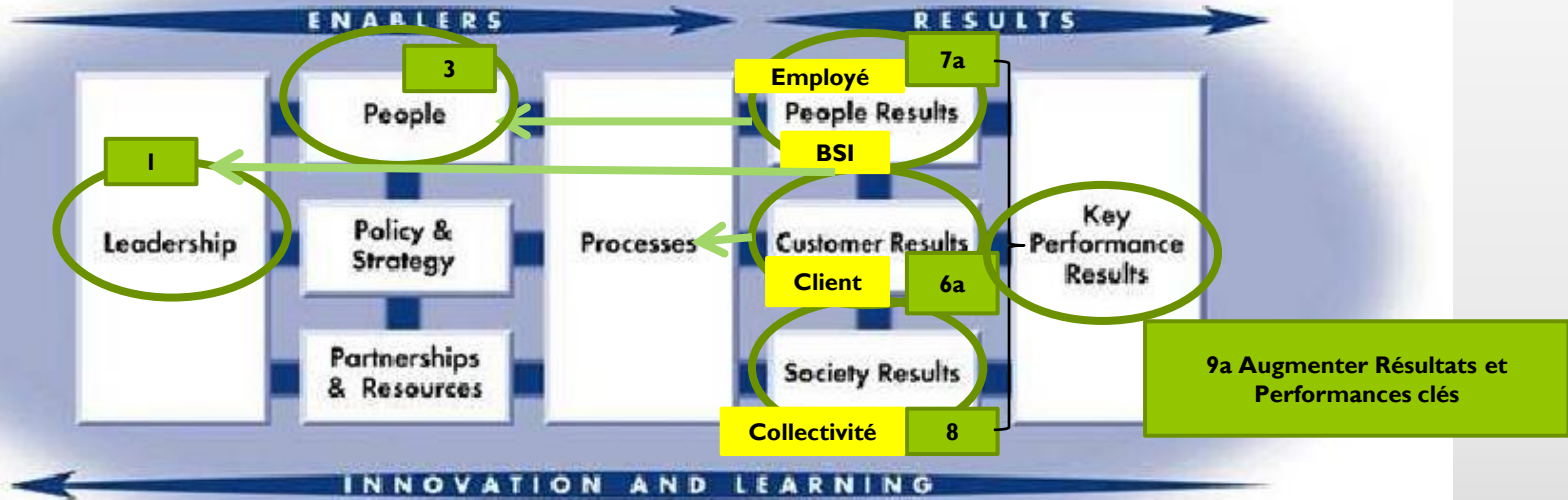 ENABLERS
RESULTS
3
7a
Employé
People
People Results
1
BSI
Leadership
Policy &
Strategy
Processes
Customer Results
Key
Performance
Results
Client
6a
Partnerships
& Resources
Society Results
9a Augmenter Résultats et
Performances clés
Collectivité
8
INNOVATION AND LEARNING